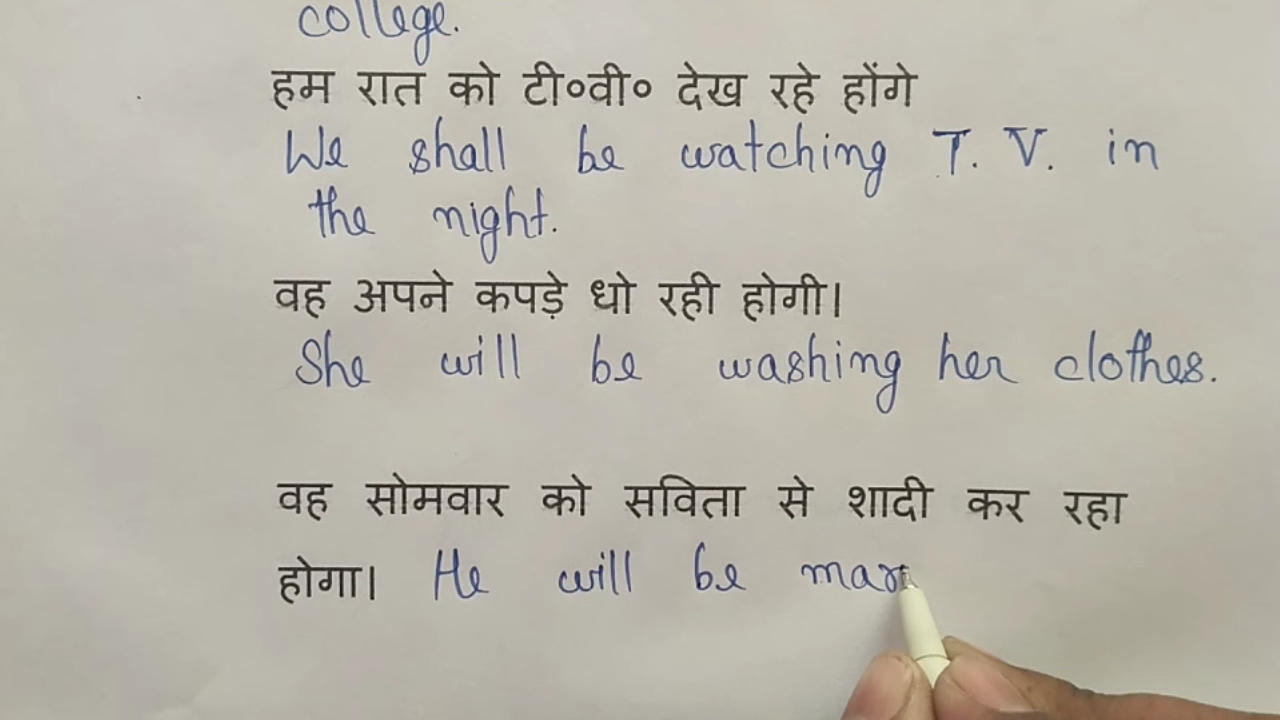 college.
हम रात को टी०वी० देख रहे होंगे
We shall be watching T. V. in
the night.
वह अपने कपड़े धो रही होगी।
She will be washing her clothes.
वह सोमवार को सविता से शादी कर रहा
होगा। He will be mar